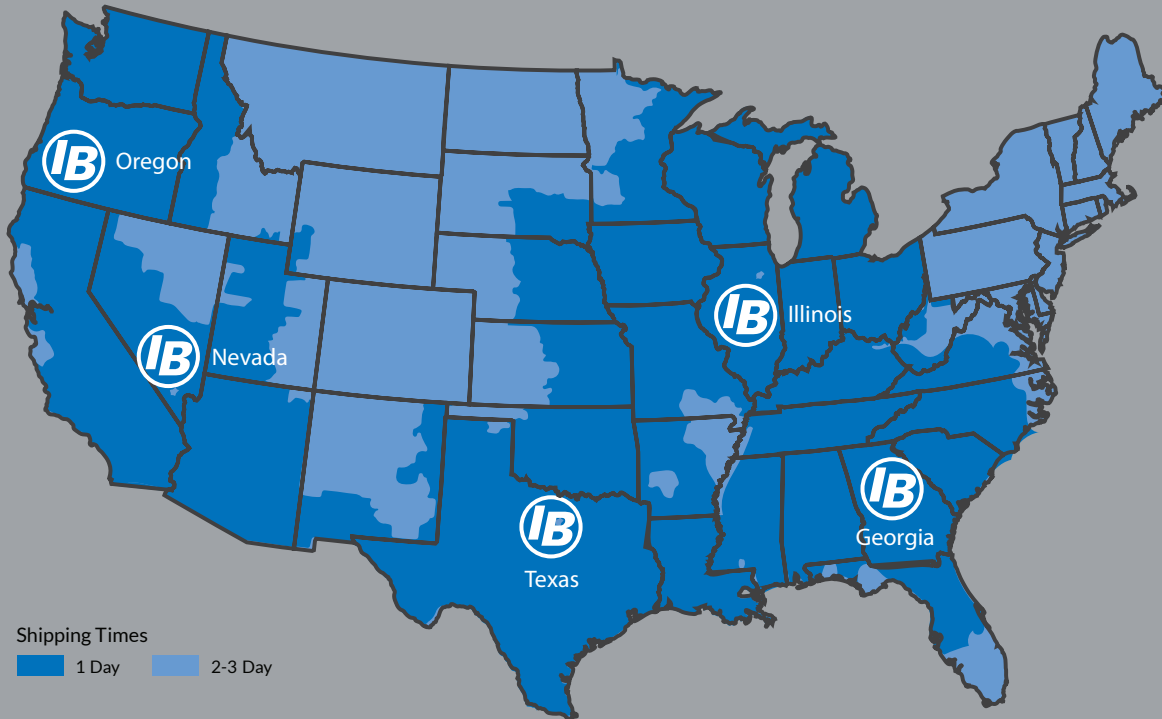 IB Oregon
IB Nevada
IB Illinois
IB
Georgia
IB
Texas
Shipping Times
1 Day 2-3 Day